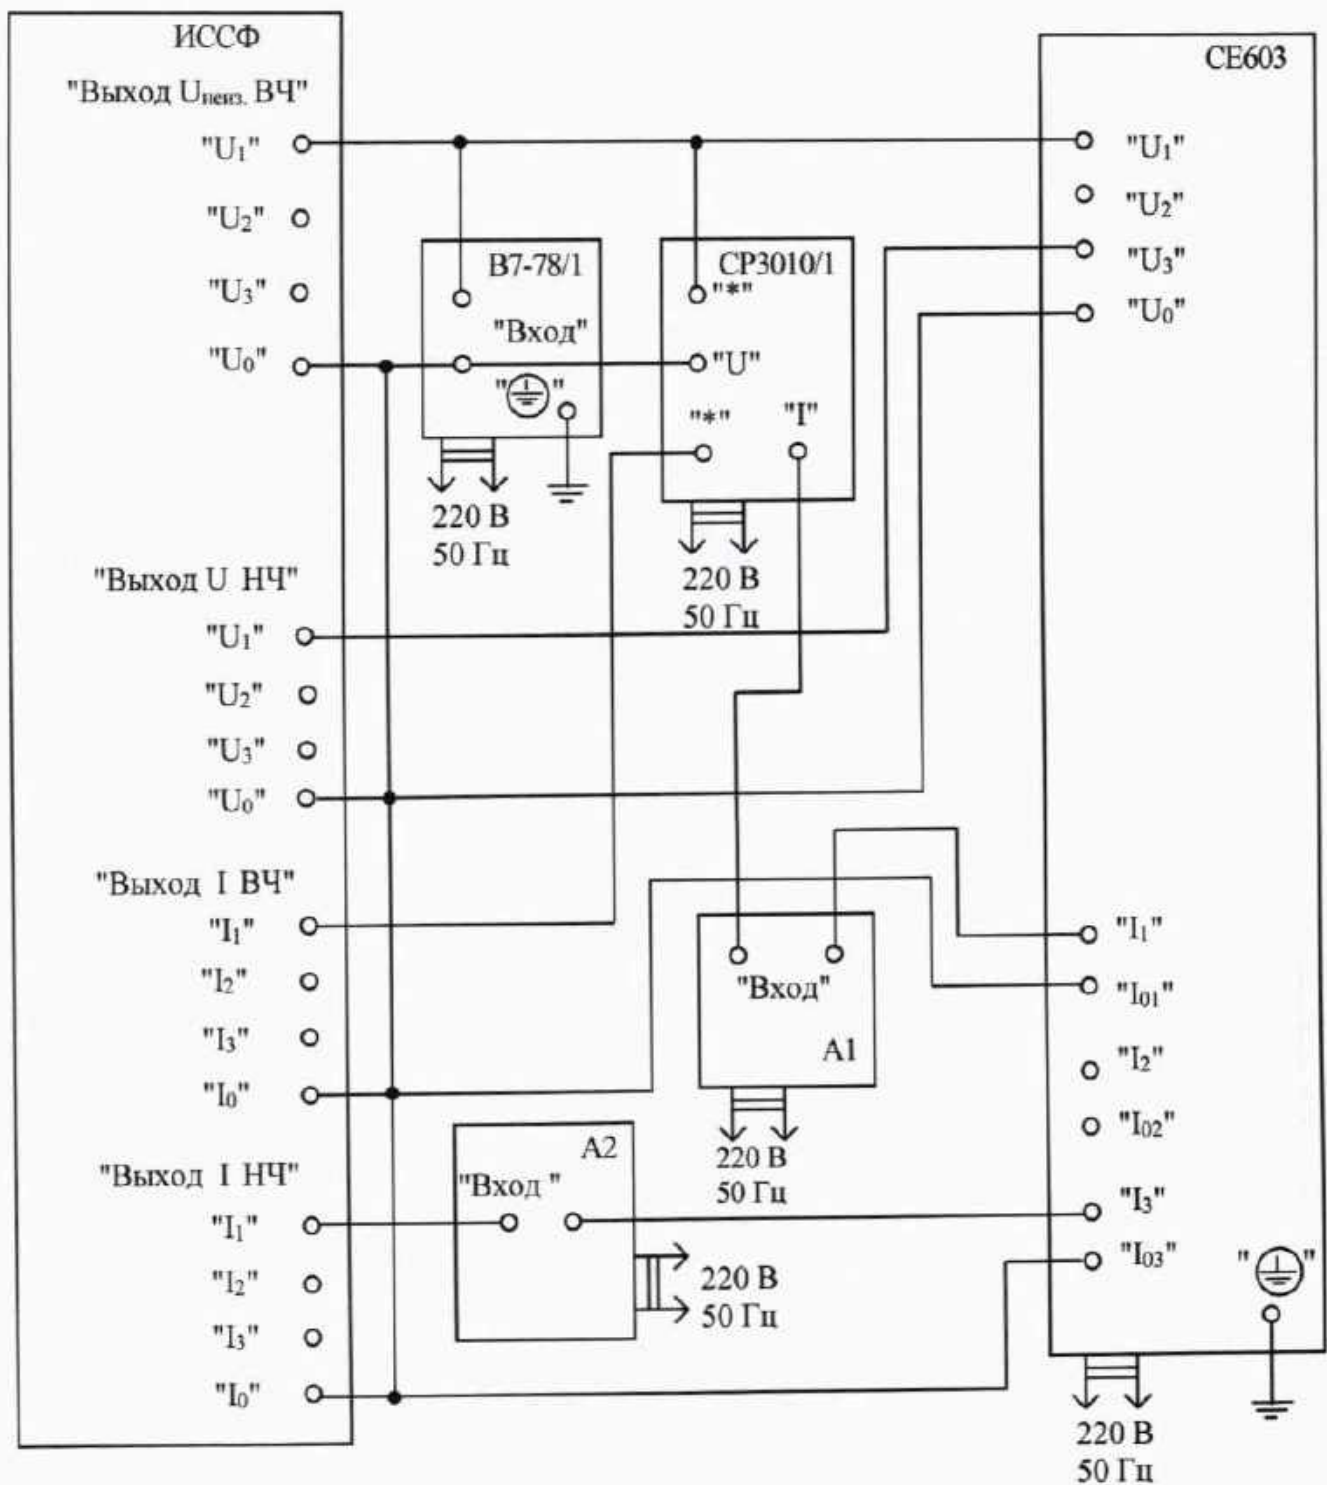 ИССФ
"Выход Uнеиз. ВЧ"
"U₁"
"U₂"
"U₃"
"U₀"
"Выход U НЧ"
"U₁"
"U₂"
"U₃"
"U₀"
"Выход I ВЧ"
"I₁"
"I₂"
"I₃"
"I₀"
"Выход I НЧ"
"I₁"
"I₂"
"I₃"
"I₀"
В7-78/1
"Вход"
"⏚"
220 В
50 Гц
СР3010/1
"*"
"U"
"*" "I"
220 В
50 Гц
"Вход"
А1
220 В
50 Гц
А2
"Вход "
220 В
50 Гц
СЕ603
"U₁"
"U₂"
"U₃"
"U₀"
"I₁"
"I₀₁"
"I₂"
"I₀₂"
"I₃"
"I₀₃"
"⏚"
220 В
50 Гц